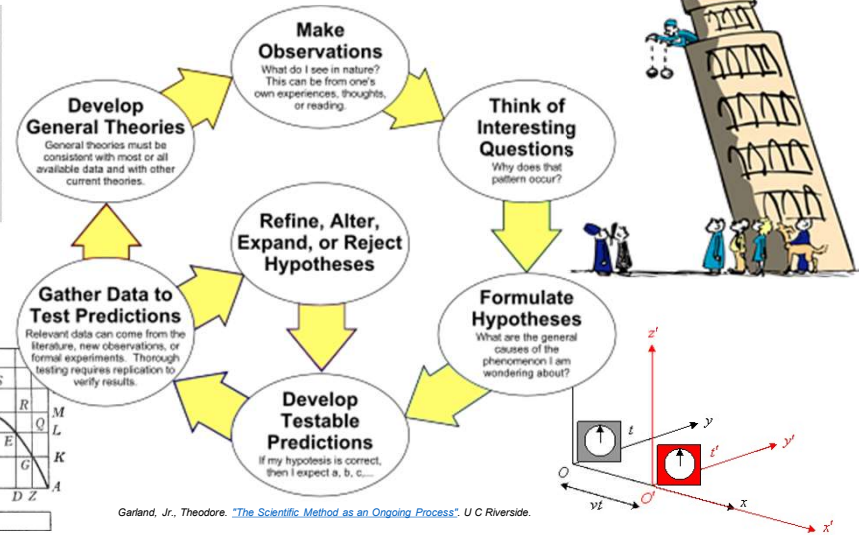 Make
Observations
What do I see in nature?
This can be from one's
own experiences, thoughts,
or reading.
Think of
Interesting
Questions
Why does that
pattern occur?
Formulate
Hypotheses
What are the general
causes of the
phenomenon I am
wondering about?
Develop
Testable
Predictions
If my hypotesis is correct,
then I expect a, b, c,...
Gather Data to
Test Predictions
Relevant data can come from the
literature, new observations, or
formal experiments. Thorough
testing requires replication to
verify results.
Refine, Alter,
Expand, or Reject
Hypotheses
Develop
General Theories
General theories must be
consistent with most or all
available data and with other
current theories.
S
R
M
Q
L
E
G
K
A
D Z
z'
t
y
t'
y'
O
O'
vt
x
x'
Garland, Jr., Theodore. "The Scientific Method as an Ongoing Process". U C Riverside.